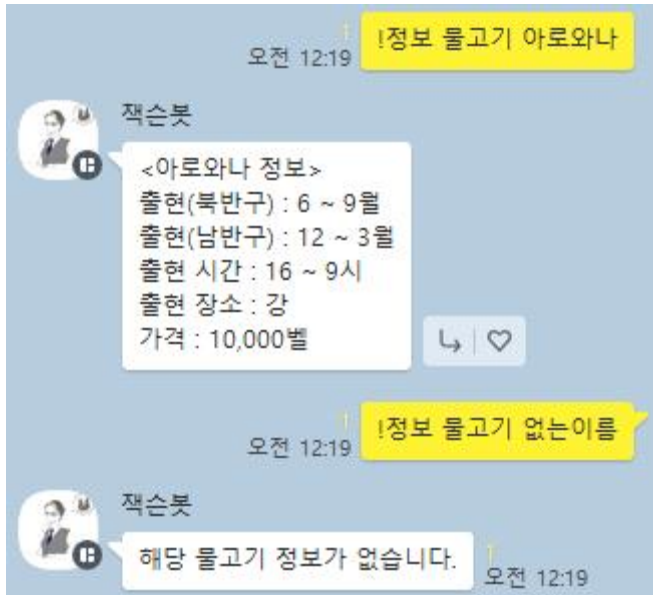 !정보 물고기 아로와나
1
오전 12:19
잭슨봇
<아로와나 정보>
출현(북반구) : 6 ~ 9월
출현(남반구) : 12 ~ 3월
출현 시간 : 16 ~ 9시
출현 장소 : 강
가격 : 10,000벨
!정보 물고기 없는이름
1
오전 12:19
잭슨봇
해당 물고기 정보가 없습니다.
1
오전 12:19